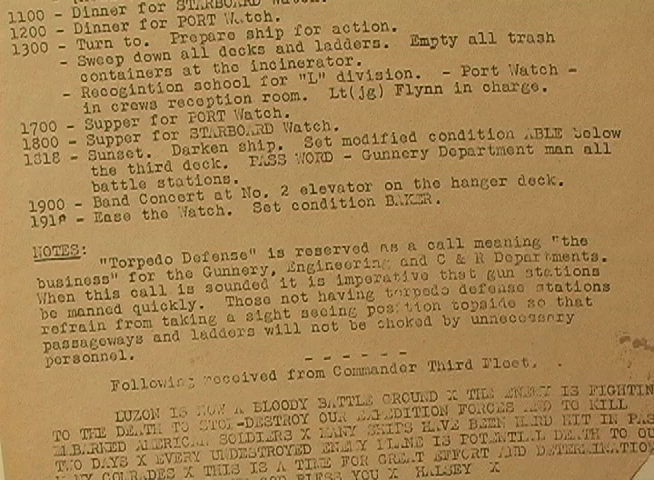 1100 - Dinner for STARBOARD Watch.
1200 - Dinner for PORT Watch.
1300 - Turn to. Prepare ship for action.
- Sweep down all decks and ladders. Empty all trash
containers at the incinerator.
- Recogintion school for "L" division. - Port Watch -
in crews reception room. Lt(jg) Flynn in charge.
1700 - Supper for PORT Watch.
1800 - Supper for STARBOARD Watch.
1818 - Sunset. Darken ship. Set modified condition ABLE below
the third deck. PASS WORD - Gunnery Department man all
battle stations.
1900 - Band Concert at No. 2 elevator on the hanger deck.
1918 - Ease the Watch. Set condition BAKER.
NOTES:
"Torpedo Defense" is reserved as a call meaning "the
business" for the Gunnery, Engineering and C & R Departments.
When this call is sounded it is imperative that gun stations
be manned quickly. Those not having torpedo defense stations
refrain from taking a sight seeing position topside so that
passageways and ladders will not be choked by unnecessary
personnel.
- - - - - -
Following received from Commander Third Fleet.
LUZON IS NOW A BLOODY BATTLE GROUND X THE ENEMY IS FIGHTIN
TO THE DEATH TO STOP-DESTROY OUR EXPEDITION FORCES AND TO KILL
EMBARKED AMERICAN SOLDIERS X MANY SHIPS HAVE BEEN HARD HIT IN PAS
TWO DAYS X EVERY UNDESTROYED ENEMY PLANE IS POTENTIAL DEATH TO OU
COMRADES X THIS IS A TIME FOR GREAT EFFORT AND DETERMINATIO
BLESS YOU X HALSEY X